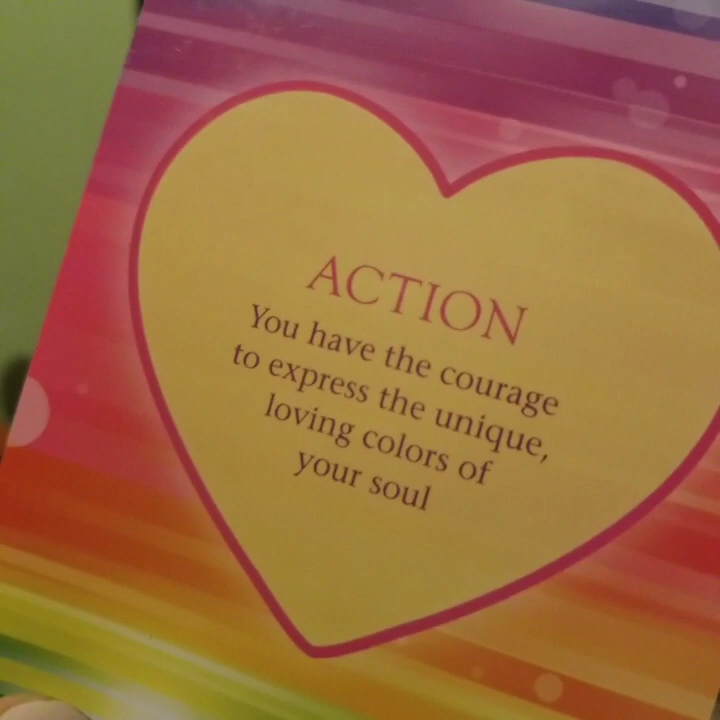 ACTION
You have the courage
to express the unique,
loving colors of
your soul